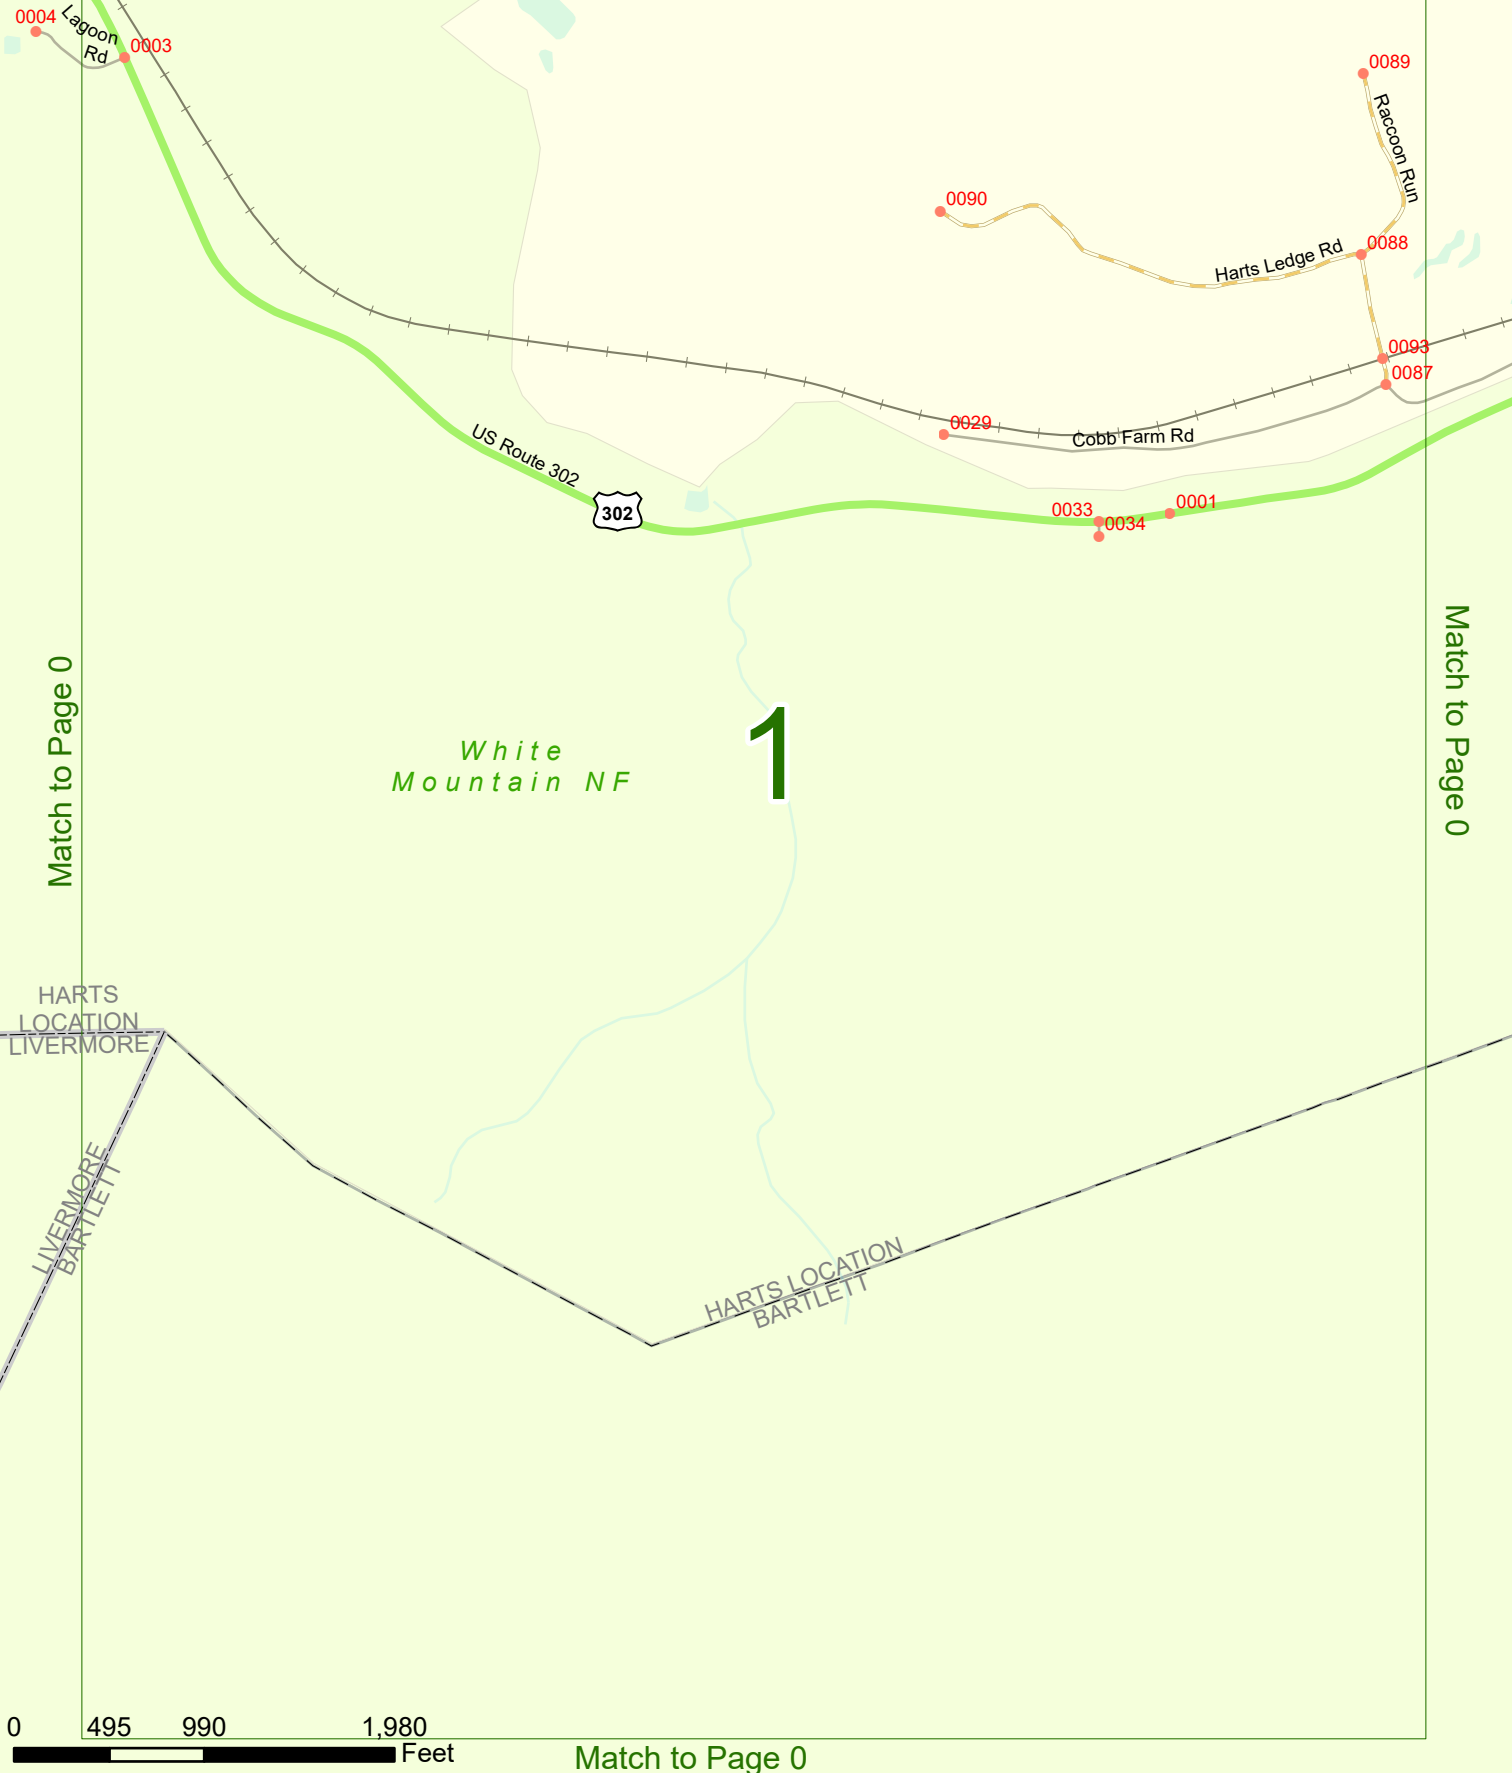 0004
Lagoon
Rd
0003
0089
Raccoon Run
0090
0088
Harts Ledge Rd
0093
0087
0029
Cobb Farm Rd
US Route 302
302
0033
0034
0001
Match to Page 0
Match to Page 0
1
White
Mountain NF
HARTS
LOCATION
LIVERMORE
LIVERMORE
BARTLETT
HARTS LOCATION
BARTLETT
0 495 990 1,980
Feet
Match to Page 0